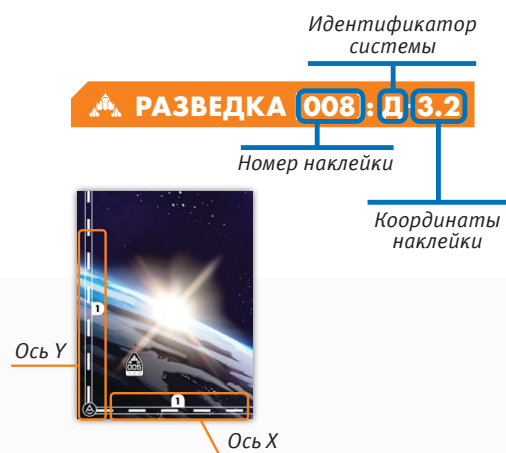 Идентификатор
системы
РАЗВЕДКА 008 : Д-3.2
Номер наклейки
Координаты
наклейки
1
Ось Y
005
1
Ось X